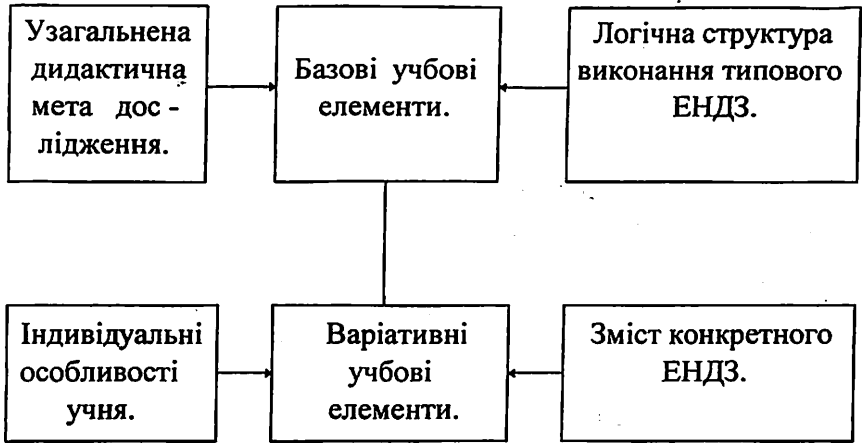 Узагальнена
дидактична
мета дос -
лідження.
Базові учбові
елементи.
Логічна структура
виконання типового
ЕНДЗ.
Індивідуальні
особливості
учня.
Варіативні
учбові
елементи.
Зміст конкретного
ЕНДЗ.